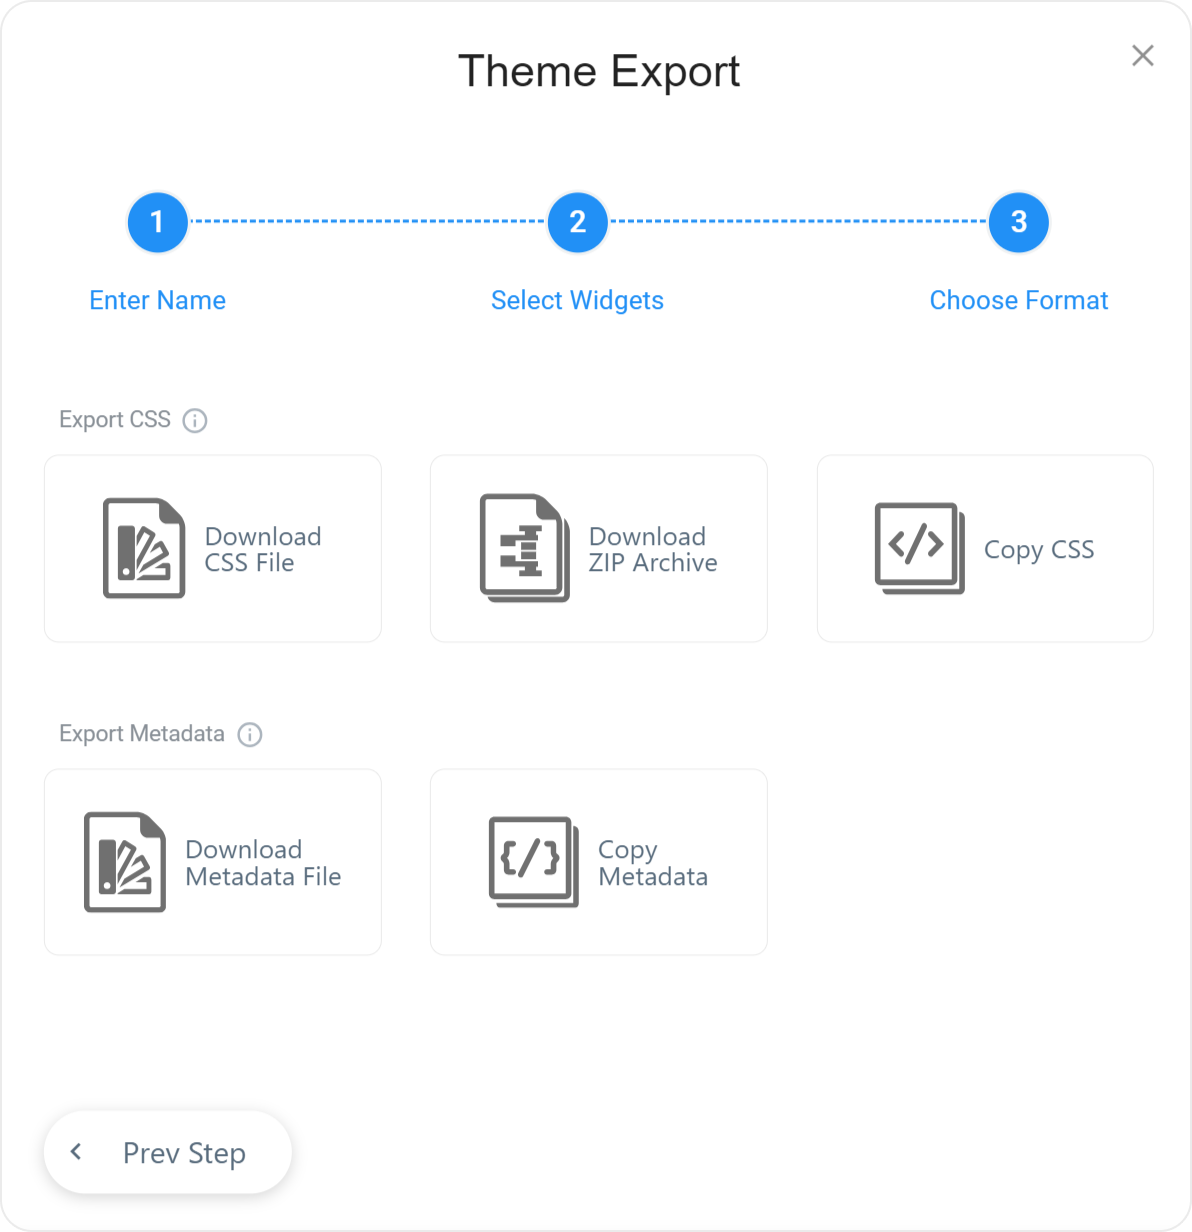 Theme Export
1
2
3
Enter Name
Select Widgets
Choose Format
Export CSS
Download
CSS File
Download
ZIP Archive
Copy CSS
Export Metadata
Download
Metadata File
Copy
Metadata
Prev Step